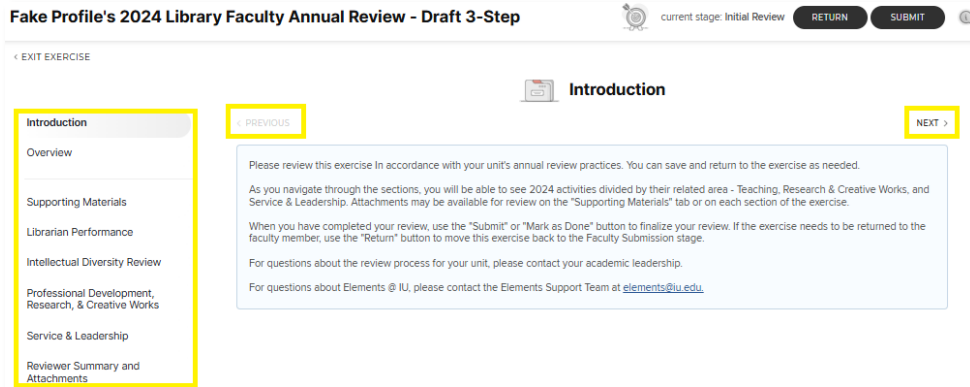 Fake Profile's 2024 Library Faculty Annual Review - Draft 3-Step
current stage: Initial Review
RETURN
SUBMIT
< EXIT EXERCISE
Introduction
Introduction
Overview
Supporting Materials
Librarian Performance
Intellectual Diversity Review
Professional Development,
Research, & Creative Works
Service & Leadership
Reviewer Summary and
Attachments
< PREVIOUS
NEXT >
Please review this exercise In accordance with your unit's annual review practices. You can save and return to the exercise as needed.
As you navigate through the sections, you will be able to see 2024 activities divided by their related area - Teaching, Research & Creative Works, and
Service & Leadership. Attachments may be available for review on the "Supporting Materials" tab or on each section of the exercise.
When you have completed your review, use the "Submit" or "Mark as Done" button to finalize your review. If the exercise needs to be returned to the
faculty member, use the "Return" button to move this exercise back to the Faculty Submission stage.
For questions about the review process for your unit, please contact your academic leadership.
For questions about Elements @ IU, please contact the Elements Support Team at elements@iu.edu.